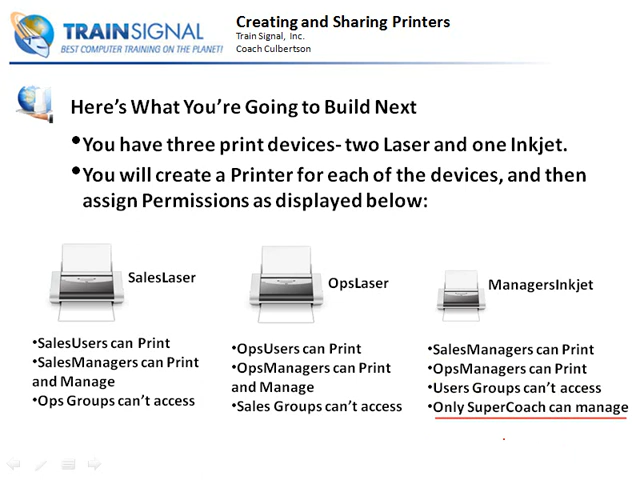 TRAINSIGNAL
BEST COMPUTER TRAINING ON THE PLANET!
Creating and Sharing Printers
Train Signal, Inc.
Coach Culbertson
Here's What You're Going to Build Next
•You have three print devices- two Laser and one Inkjet.
•You will create a Printer for each of the devices, and then
assign Permissions as displayed below:
SalesLaser
•SalesUsers can Print
•SalesManagers can Print
and Manage
•Ops Groups can't access
OpsLaser
•OpsUsers can Print
•OpsManagers can Print
and Manage
•Sales Groups can't access
ManagersInkjet
•SalesManagers can Print
•OpsManagers can Print
•Users Groups can't access
•Only SuperCoach can manage